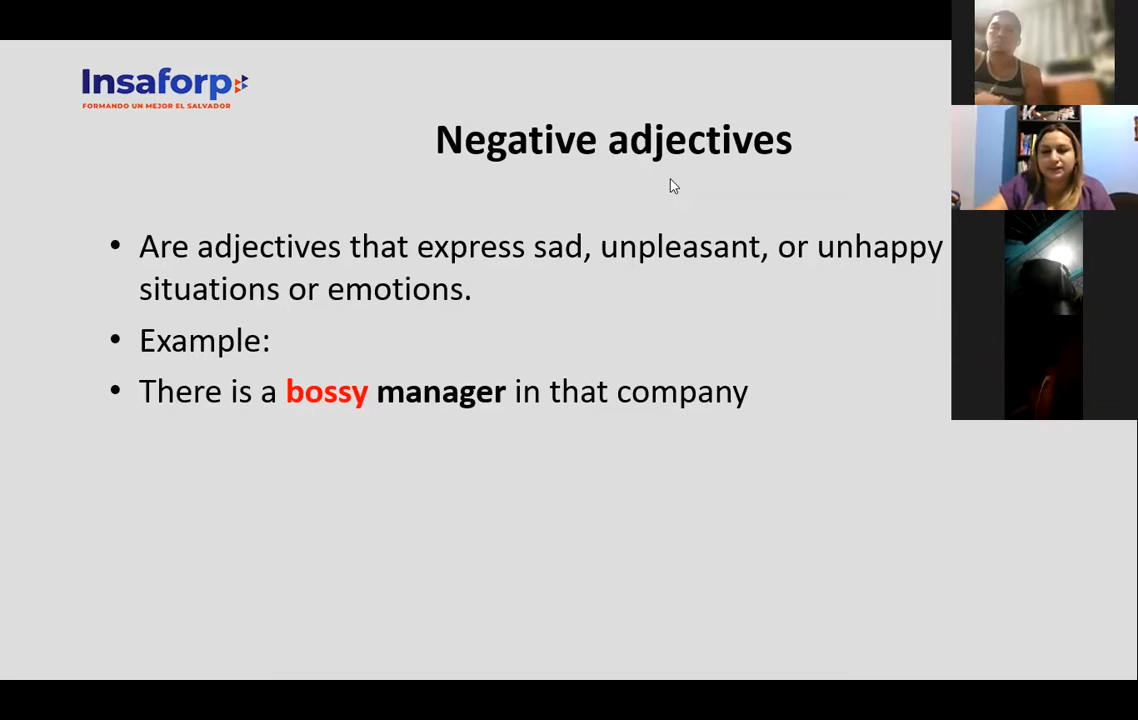 Insaforp
FORMANDO UN MEJOR EL SALVADOR
Negative adjectives
• Are adjectives that express sad, unpleasant, or unhappy
situations or emotions.
• Example:
• There is a bossy manager in that company